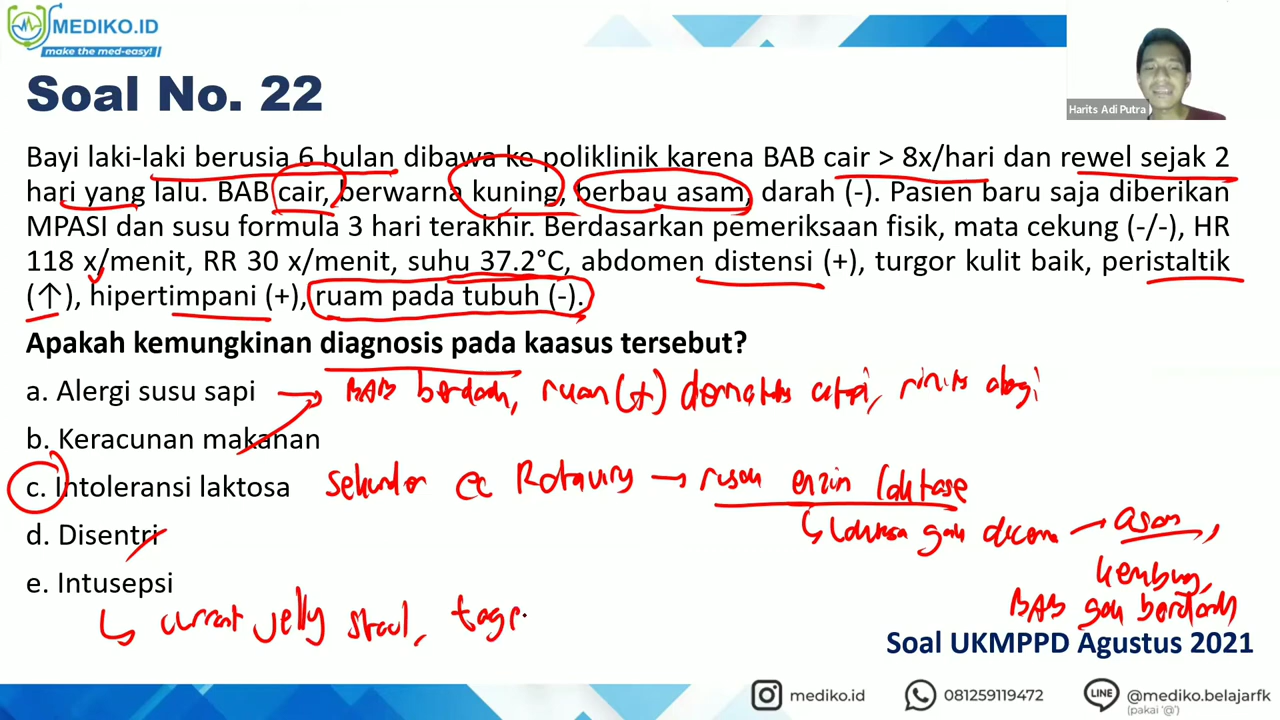 MEDIKO.ID
make the med-easy!
Harits Adi Putra
Soal No. 22
Bayi laki-laki berusia 6 bulan dibawa ke poliklinik karena BAB cair > 8x/hari dan rewel sejak 2
hari yang lalu. BAB cair, berwarna kuning, berbau asam, darah (-). Pasien baru saja diberikan
MPASI dan susu formula 3 hari terakhir. Berdasarkan pemeriksaan fisik, mata cekung (-/-), HR
118 x/menit, RR 30 x/menit, suhu 37.2°C, abdomen distensi (+), turgor kulit baik, peristaltik
(↑), hipertimpani (+), ruam pada tubuh (-).
Apakah kemungkinan diagnosis pada kaasus tersebut?
a. Alergi susu sapi → BAB berdarah, ruam (+) dermatitis atopi, rinitis alergi
b. Keracunan makanan
c. Intoleransi laktosa sekunder ec Rotavirus → rusak enzim laktase
↳ laktosa gak dicerna → asam,
kembung,
BAB gak berdarah
d. Disentri
e. Intusepsi
↳ currant jelly stool,
Soal UKMPPD Agustus 2021
mediko.id
081259119472
LINE
@mediko.belajarfk
(pakai '@')